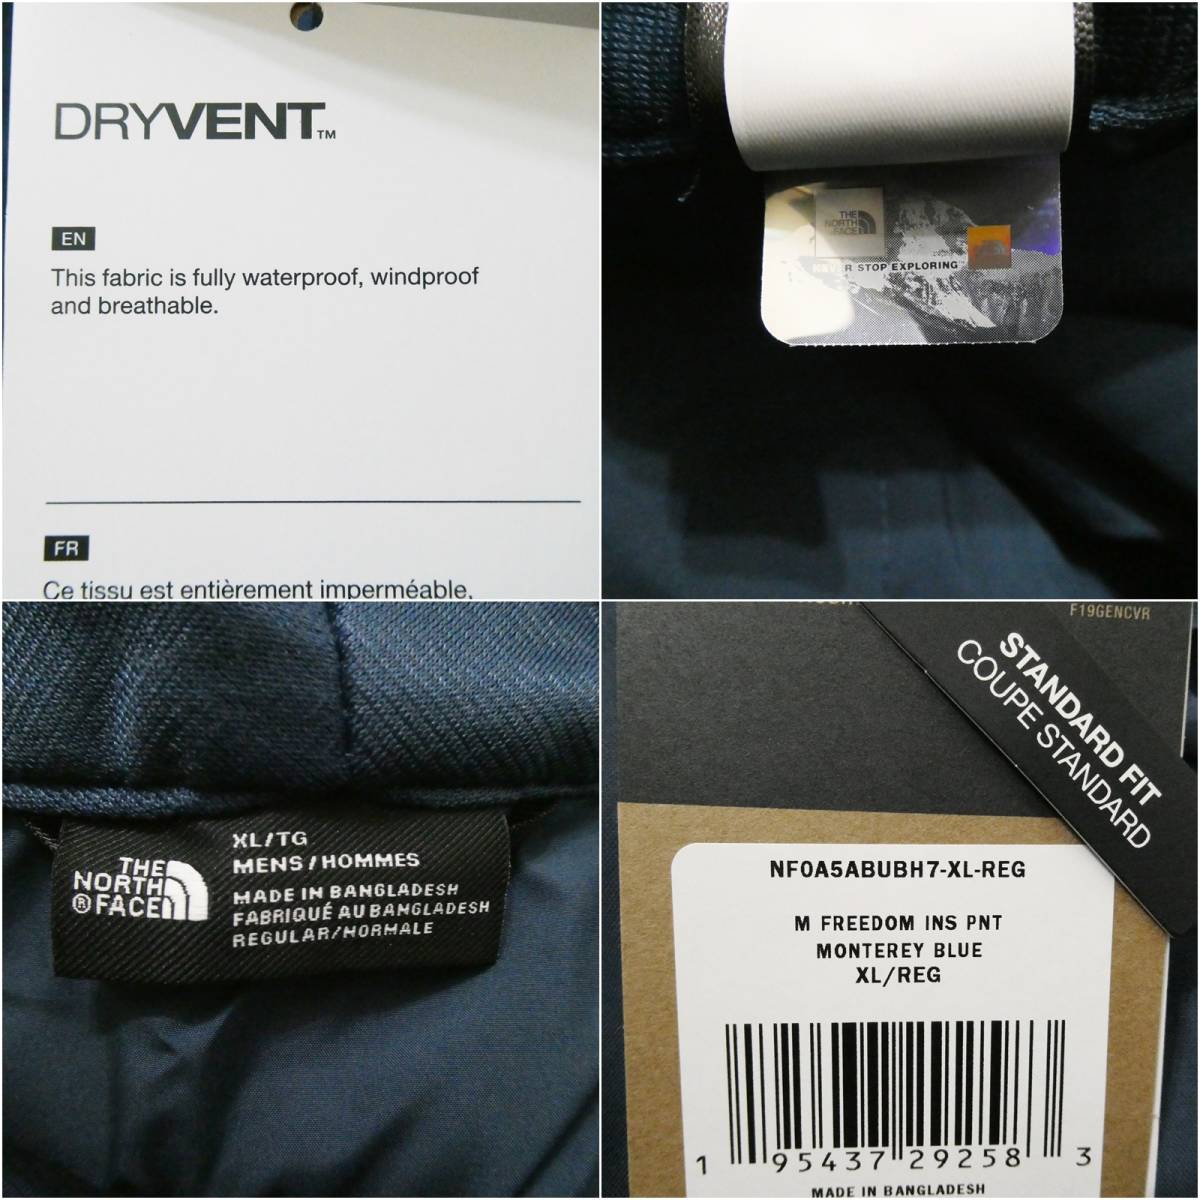 DRYVENT™
EN
This fabric is fully waterproof, windproof
and breathable.
FR
Ce tissu est entièrement imperméable,
THE
NORTH
FACE
NEVER STOP EXPLORING™
THE
NORTH
FACE
®
XL/TG
MENS/HOMMES
MADE IN BANGLADESH
FABRIQUÉ AU BANGLADESH
REGULAR/NORMALE
F19GENCVR
STANDARD FIT
COUPE STANDARD
NF0A5ABUBH7-XL-REG
M FREEDOM INS PNT
MONTEREY BLUE
XL/REG
1 95437 29258 3
MADE IN BANGLADESH